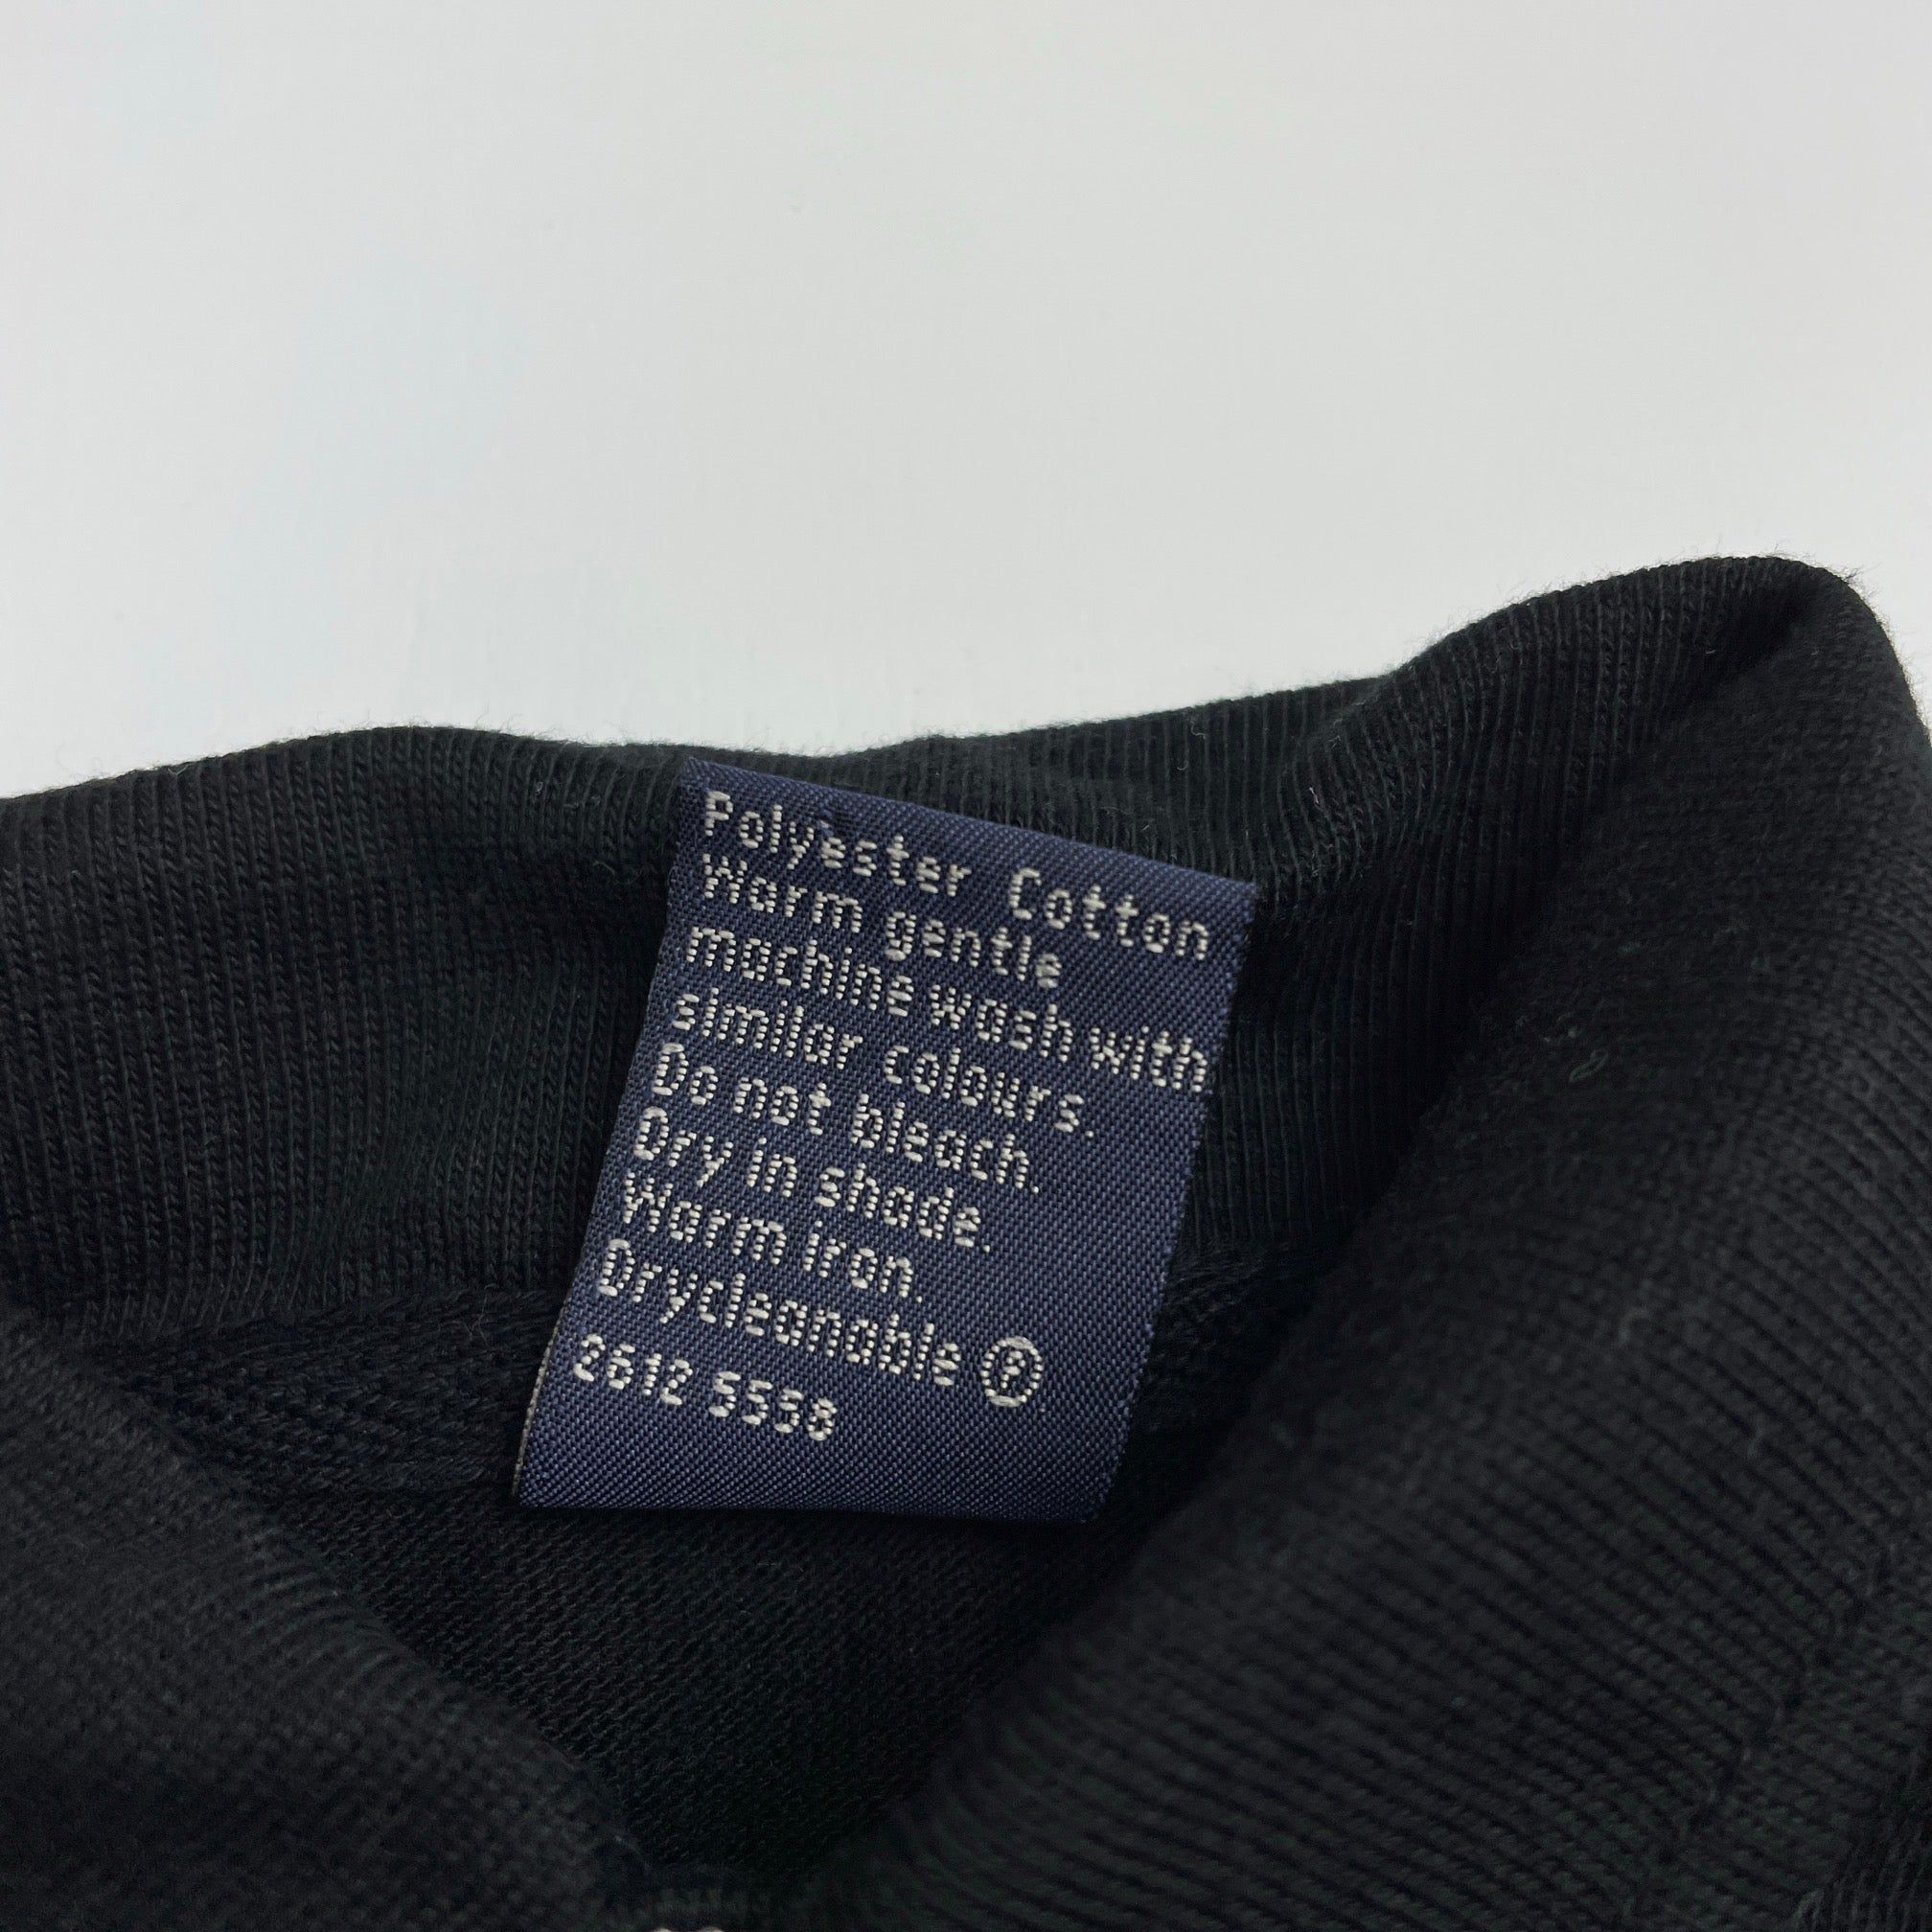 Polyester Cotton
Warm gentle
machine wash with
similar colours.
Do not bleach.
Dry in shade.
Warm iron.
Drycleanable Ⓟ
2612 5558